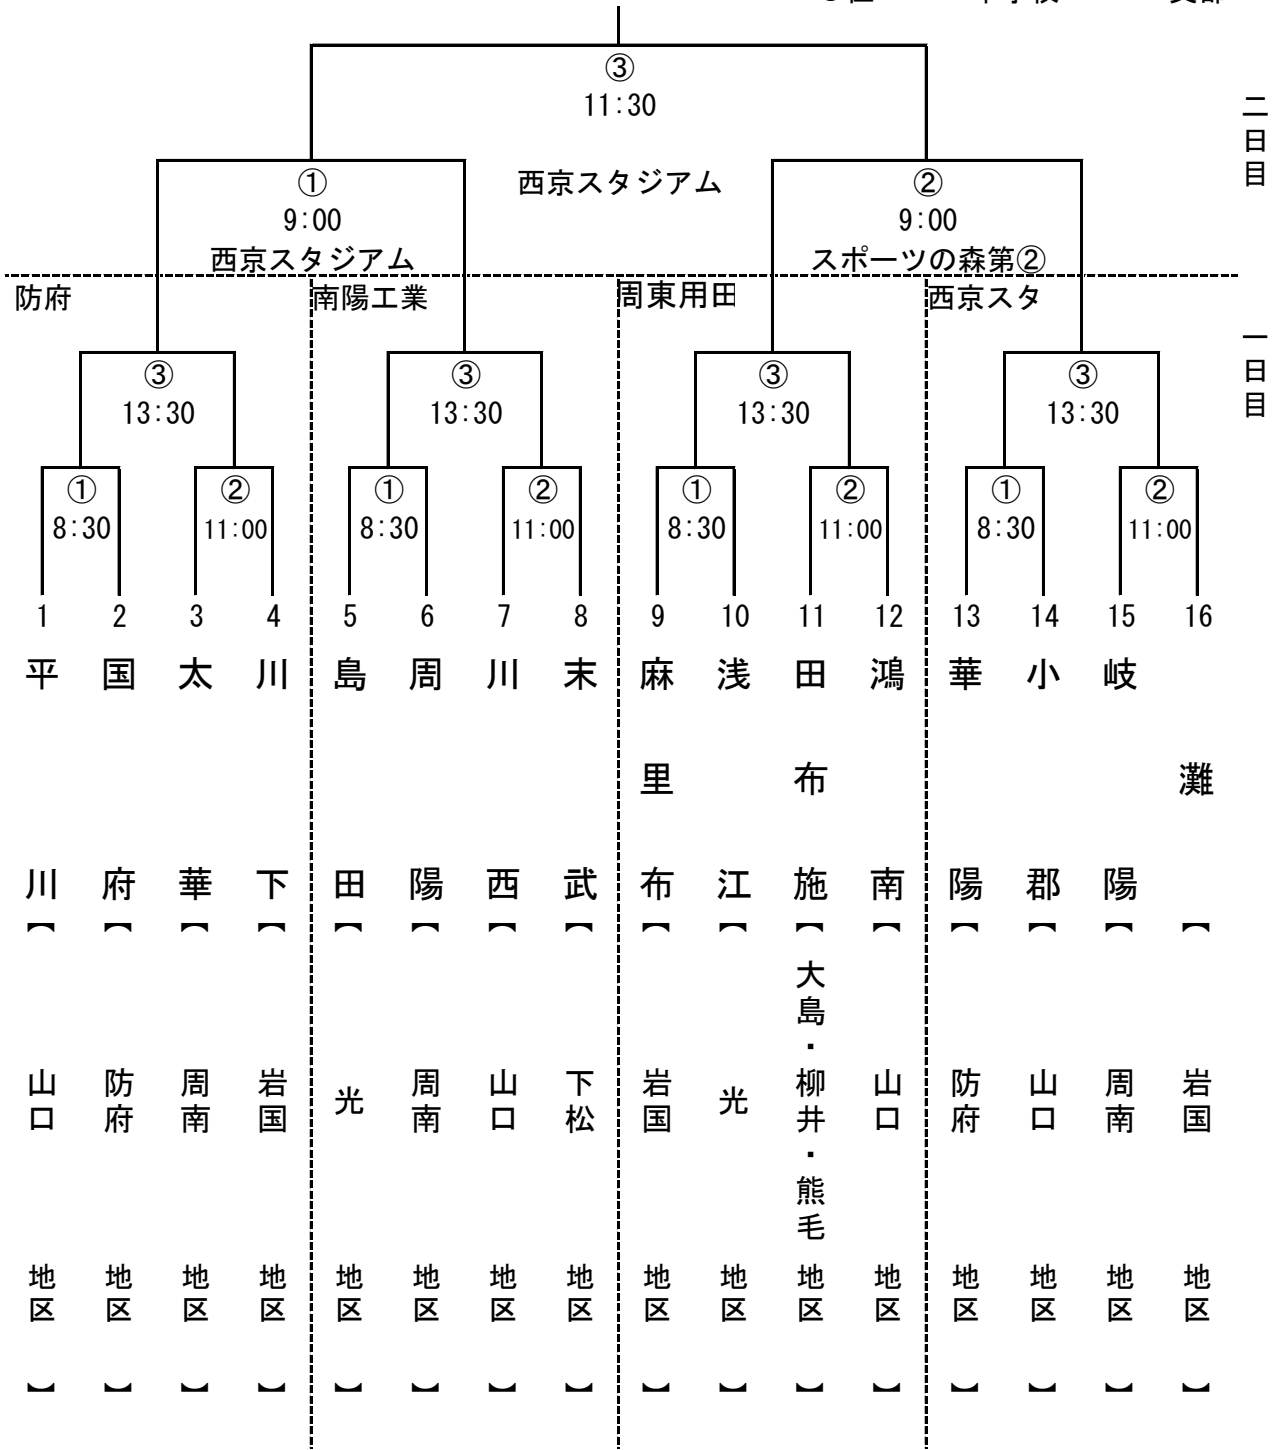 ③
11:30
二日目
① 西京スタジアム ②
9:00 9:00
西京スタジアム スポーツの森第②
防府 南陽工業 周東用田 西京スタ
一日目
③ ③ ③ ③
13:30 13:30 13:30 13:30
① ② ① ② ① ② ① ②
8:30 11:00 8:30 11:00 8:30 11:00 8:30 11:00
1 2 3 4 5 6 7 8 9 10 11 12 13 14 15 16
平川【山口地区】
国府【防府地区】
太華【周南地区】
川下【岩国地区】
島田【光地区】
周陽【周南地区】
川西【山口地区】
末武【下松地区】
麻里布【岩国地区】
浅江【光地区】
田布施【大島・柳井・熊毛地区】
鴻南【山口地区】
華陽【防府地区】
小郡【山口地区】
岐陽【周南地区】
灘【岩国地区】